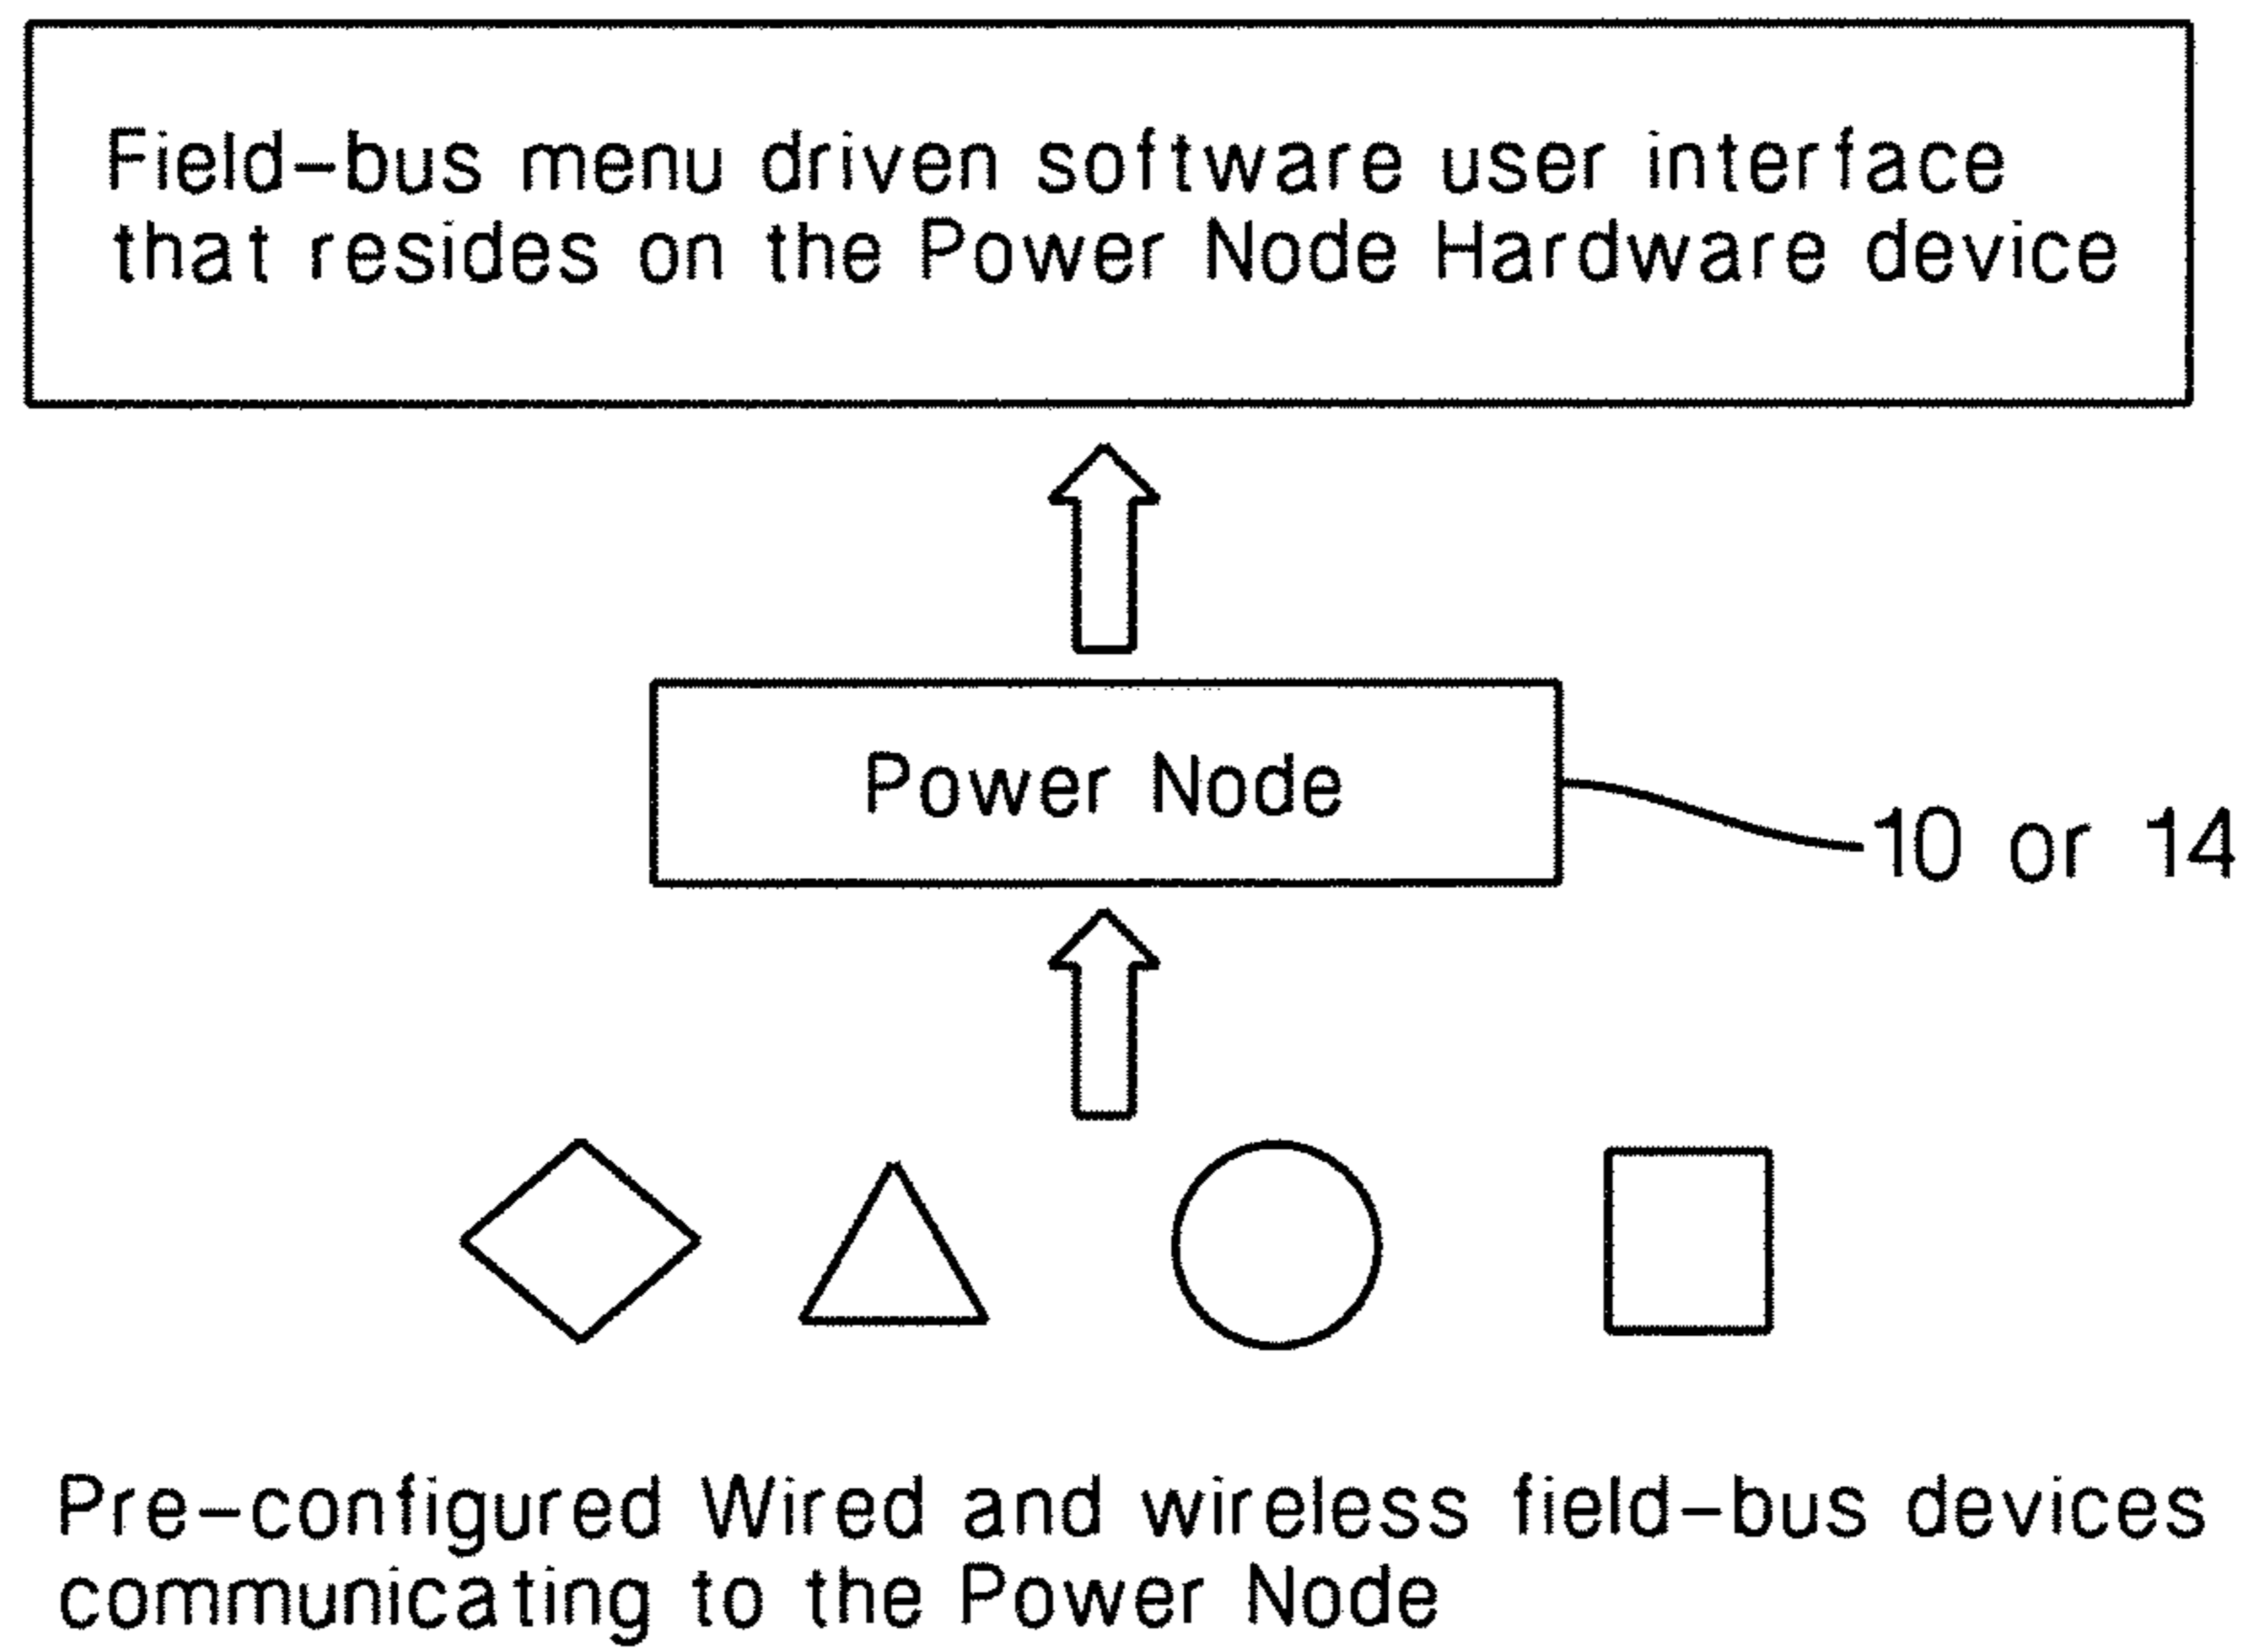 Field-bus menu driven software user interface
that resides on the Power Node Hardware device
Power Node
10 or 14
Pre-configured Wired and wireless field-bus devices
communicating to the Power Node